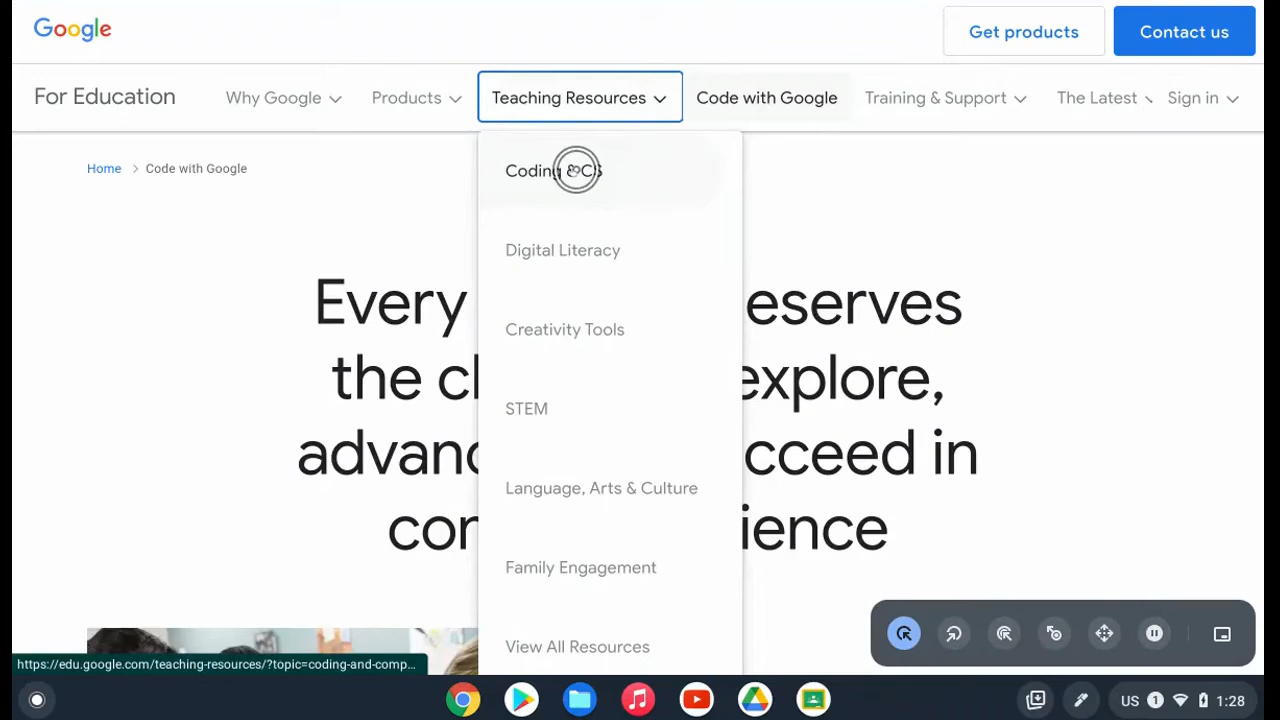 Google
Get products
Contact us
For Education
Why Google
Products
Teaching Resources
Code with Google
Training & Support
The Latest
Sign in
Home
Code with Google
Coding & CS
Digital Literacy
Creativity Tools
STEM
Language, Arts & Culture
Family Engagement
View All Resources
Every
eserves
the
explore,
advanc
cceed in
ience
https://edu.google.com/teaching-resources/?topic=coding-and-comp...
US
1
1:28